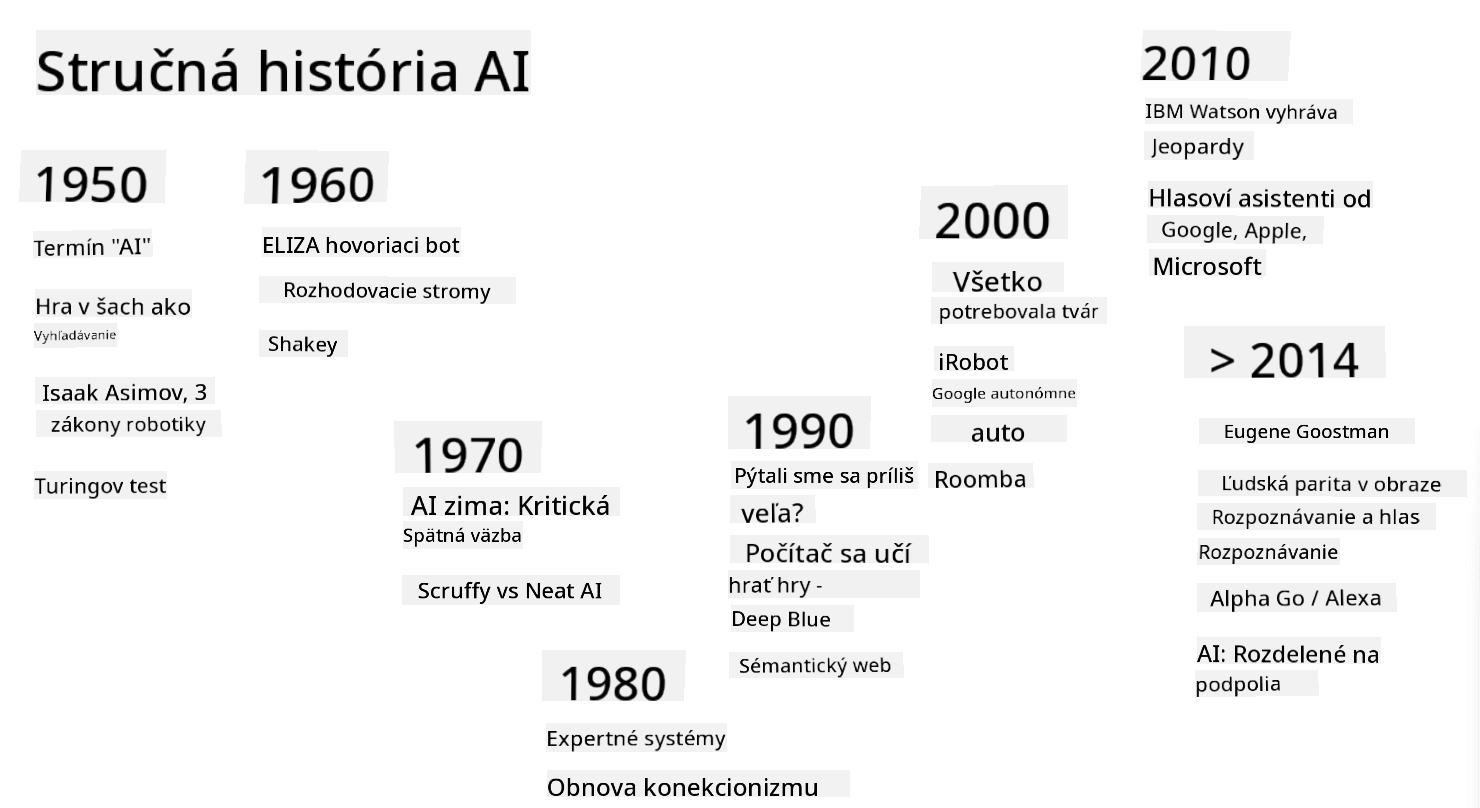 Stručná história AI
1950
Termín "AI"
Hra v šach ako
Vyhľadávanie
Isaak Asimov, 3
zákony robotiky
Turingov test
1960
ELIZA hovoriaci bot
Rozhodovacie stromy
Shakey
1970
AI zima: Kritická
Spätná väzba
Scruffy vs Neat AI
1980
Expertné systémy
Obnova konekcionizmu
1990
Pýtali sme sa príliš
veľa?
Počítač sa učí
hrať hry -
Deep Blue
Sémantický web
2000
Všetko
potrebovala tvár
iRobot
Google autonómne
auto
Roomba
2010
IBM Watson vyhráva
Jeopardy
Hlasoví asistenti od
Google, Apple,
Microsoft
> 2014
Eugene Goostman
Ľudská parita v obraze
Rozpoznávanie a hlas
Rozpoznávanie
Alpha Go / Alexa
AI: Rozdelené na
podpolia